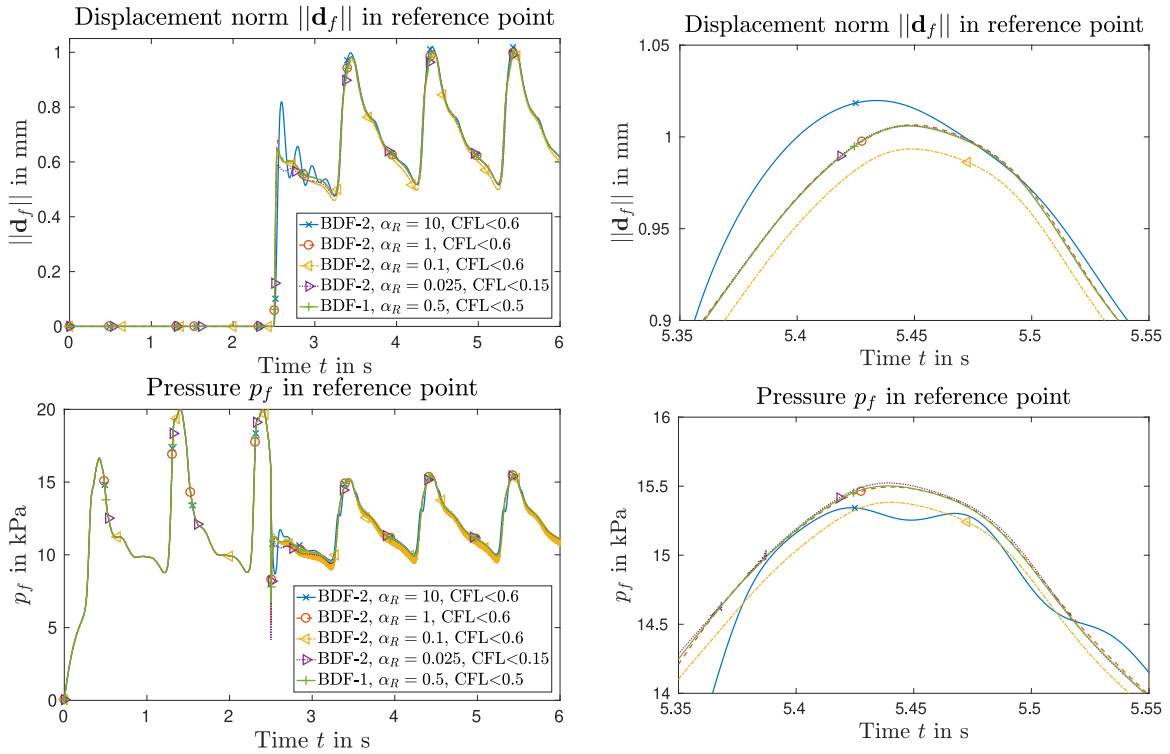 Displacement norm ||d_f|| in reference point
||d_f|| in mm
1
0.8
0.6
0.4
0.2
0
BDF-2, α_R = 10, CFL<0.6
BDF-2, α_R = 1, CFL<0.6
BDF-2, α_R = 0.1, CFL<0.6
BDF-2, α_R = 0.025, CFL<0.15
BDF-1, α_R = 0.5, CFL<0.5
0 1 2 3 4 5 6
Time t in s
Displacement norm ||d_f|| in reference point
||d_f|| in mm
1.05
1
0.95
0.9
5.35 5.4 5.45 5.5 5.55
Time t in s
Pressure p_f in reference point
p_f in kPa
20
15
10
5
0
BDF-2, α_R = 10, CFL<0.6
BDF-2, α_R = 1, CFL<0.6
BDF-2, α_R = 0.1, CFL<0.6
BDF-2, α_R = 0.025, CFL<0.15
BDF-1, α_R = 0.5, CFL<0.5
0 1 2 3 4 5 6
Time t in s
Pressure p_f in reference point
p_f in kPa
16
15.5
15
14.5
14
5.35 5.4 5.45 5.5 5.55
Time t in s